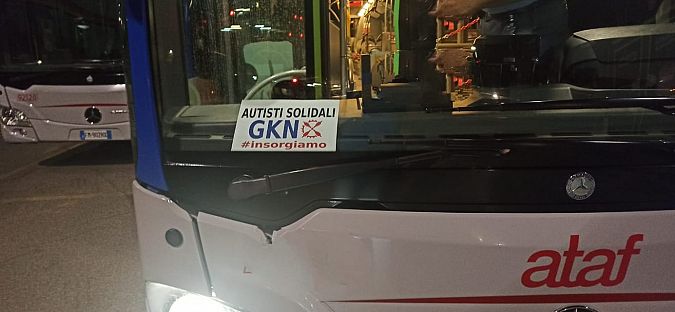 AUTISTI SOLIDALI
GKN
#insorgiamo
ataf